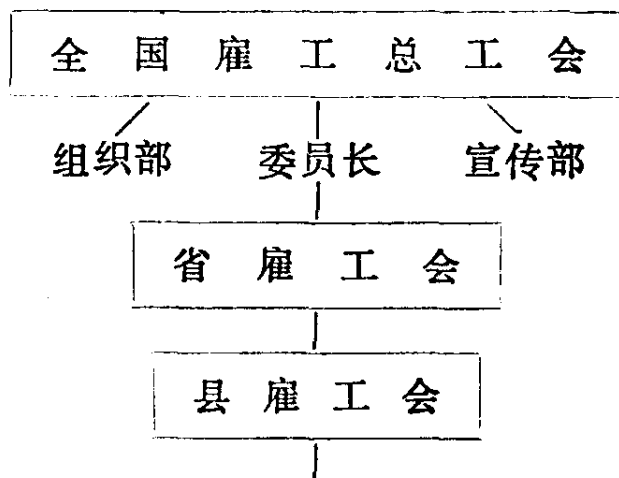 全国雇工总工会
组织部 委员长 宣传部
省雇工会
县雇工会